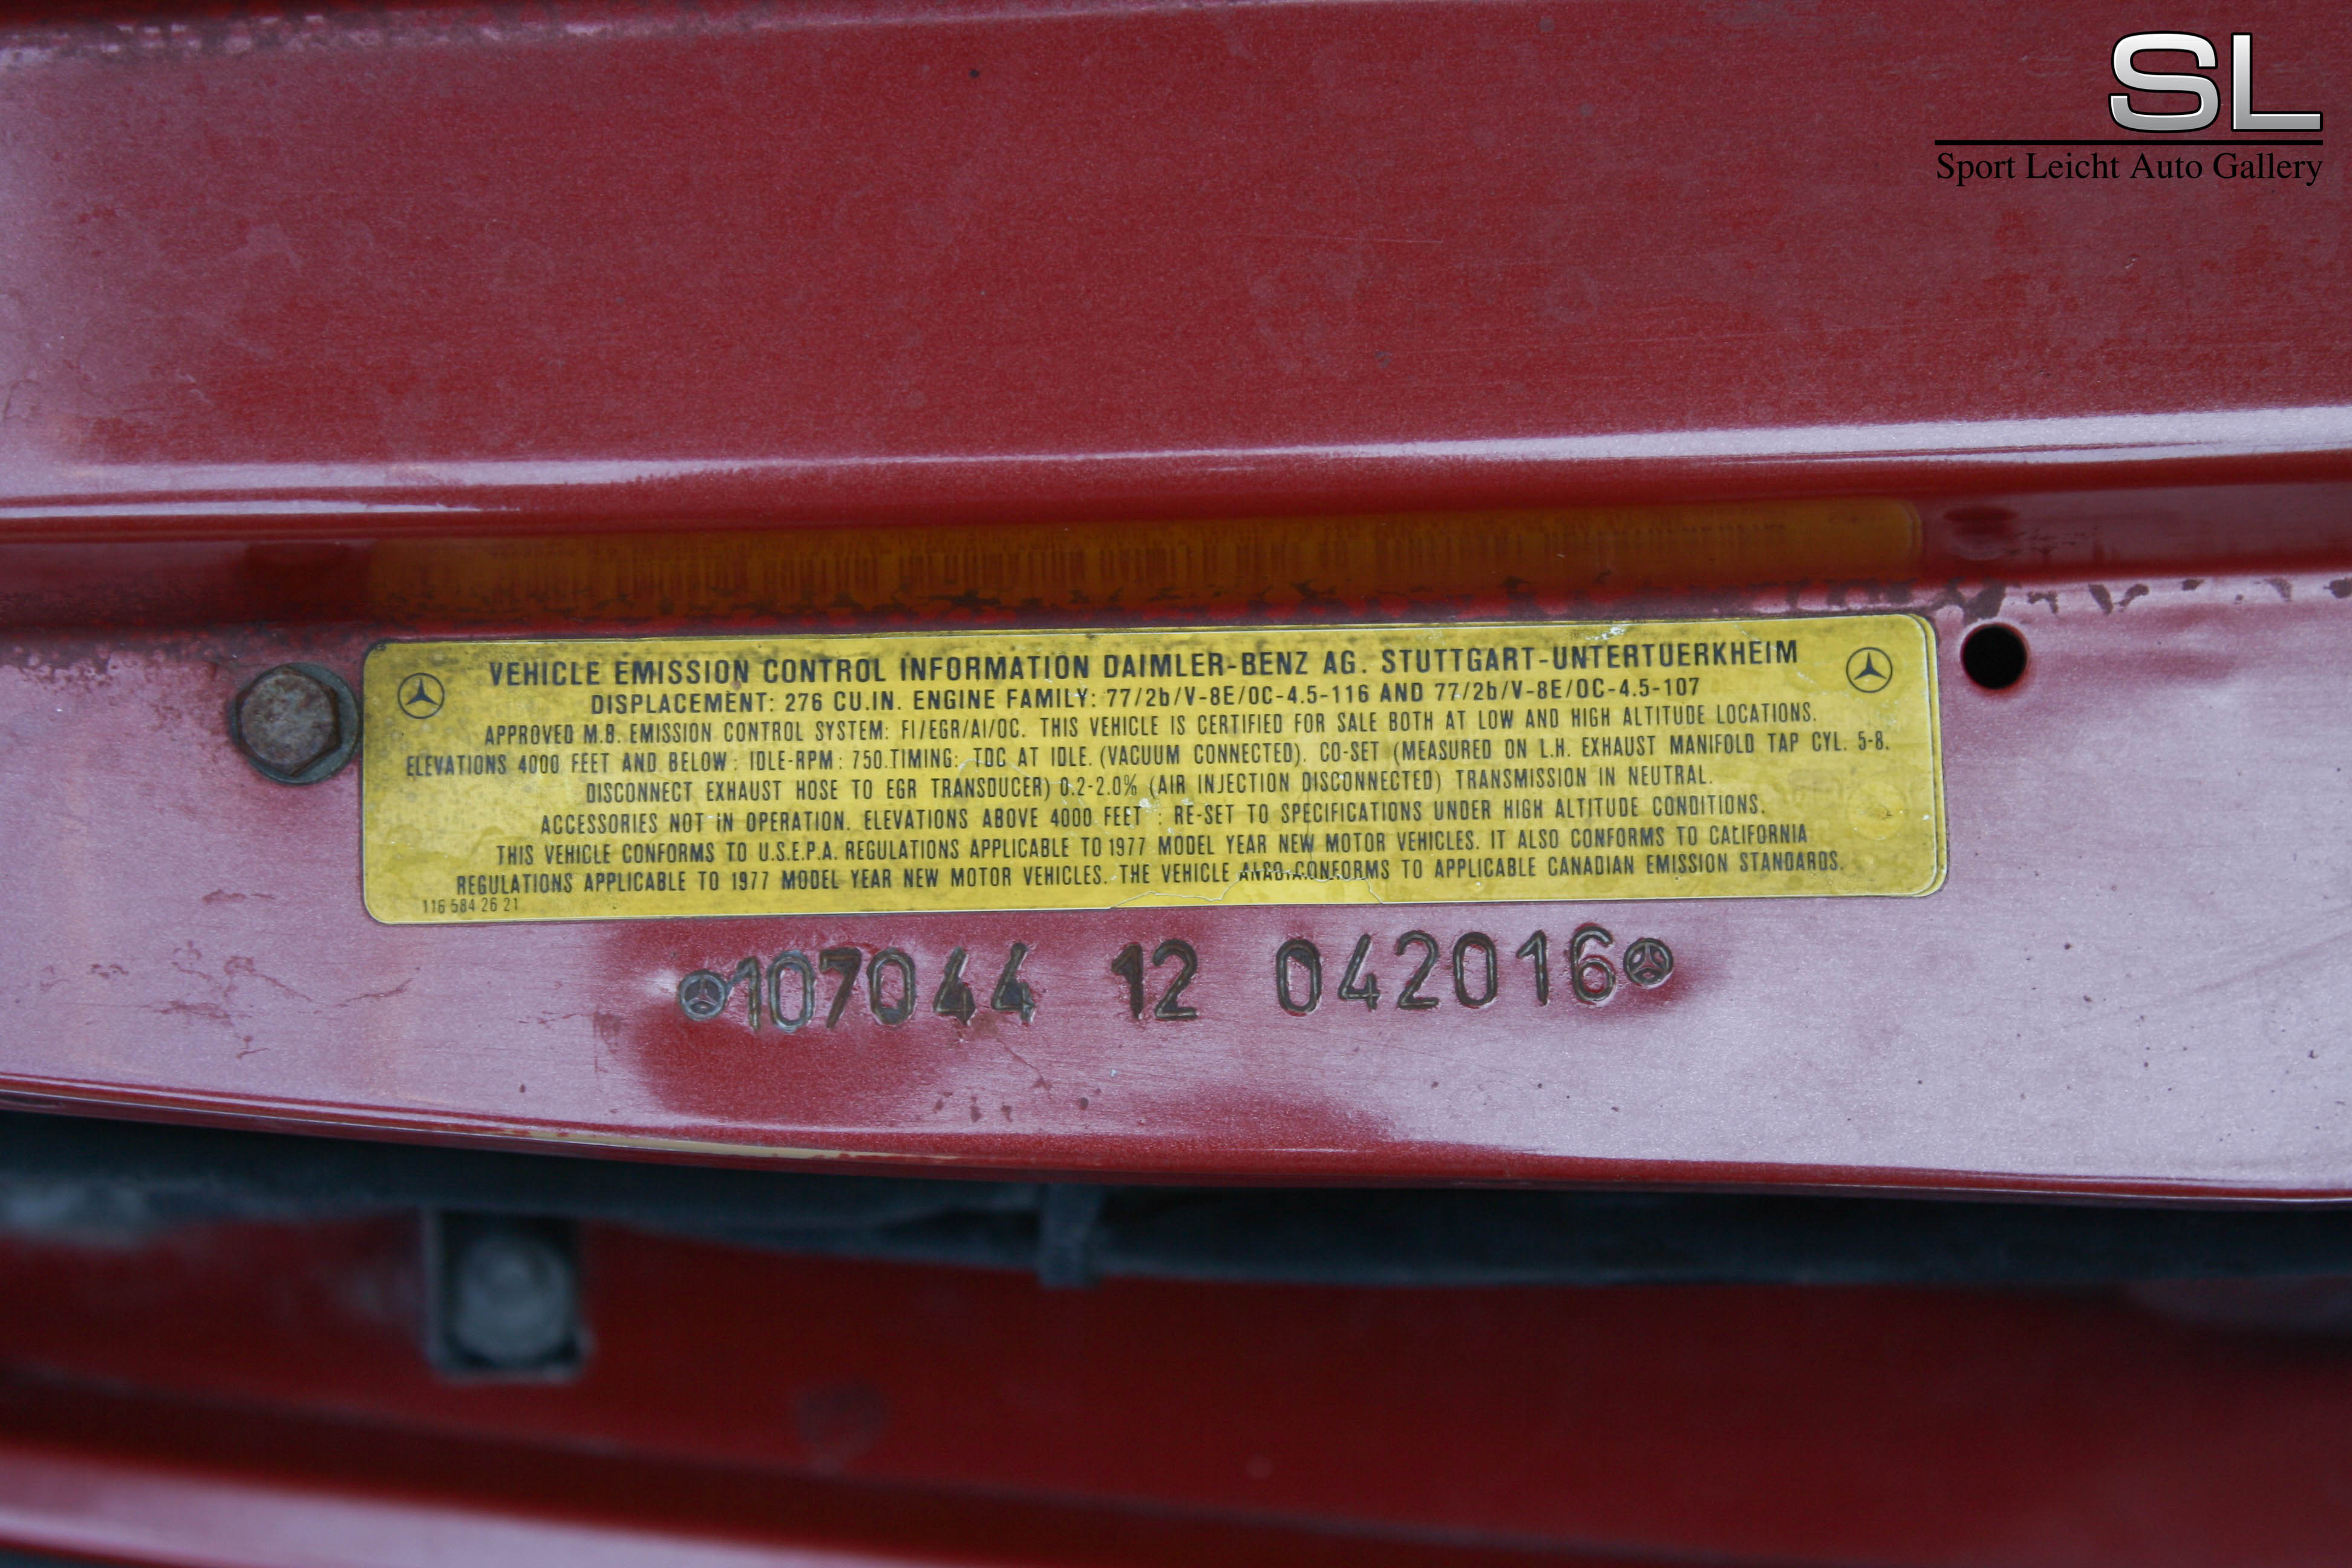 SL
Sport Leicht Auto Gallery
VEHICLE EMISSION CONTROL INFORMATION DAIMLER-BENZ AG. STUTTGART-UNTERTUERKHEIM
DISPLACEMENT: 276 CU.IN. ENGINE FAMILY: 77/2b/V-8E/OC-4.5-116 AND 77/2b/V-8E/OC-4.5-107
APPROVED M.B. EMISSION CONTROL SYSTEM: FI/EGR/AI/OC. THIS VEHICLE IS CERTIFIED FOR SALE BOTH AT LOW AND HIGH ALTITUDE LOCATIONS.
ELEVATIONS 4000 FEET AND BELOW: IDLE-RPM: 750.TIMING: TDC AT IDLE. (VACUUM CONNECTED). CO-SET (MEASURED ON L.H. EXHAUST MANIFOLD TAP CYL. 5-8.
DISCONNECT EXHAUST HOSE TO EGR TRANSDUCER) 0.2-2.0% (AIR INJECTION DISCONNECTED) TRANSMISSION IN NEUTRAL.
ACCESSORIES NOT IN OPERATION. ELEVATIONS ABOVE 4000 FEET : RE-SET TO SPECIFICATIONS UNDER HIGH ALTITUDE CONDITIONS.
THIS VEHICLE CONFORMS TO U.S.E.P.A. REGULATIONS APPLICABLE TO 1977 MODEL YEAR NEW MOTOR VEHICLES. IT ALSO CONFORMS TO CALIFORNIA
REGULATIONS APPLICABLE TO 1977 MODEL YEAR NEW MOTOR VEHICLES. THE VEHICLE CONFORMS TO APPLICABLE CANADIAN EMISSION STANDARDS.
116 584 26 21
107044 12 042016